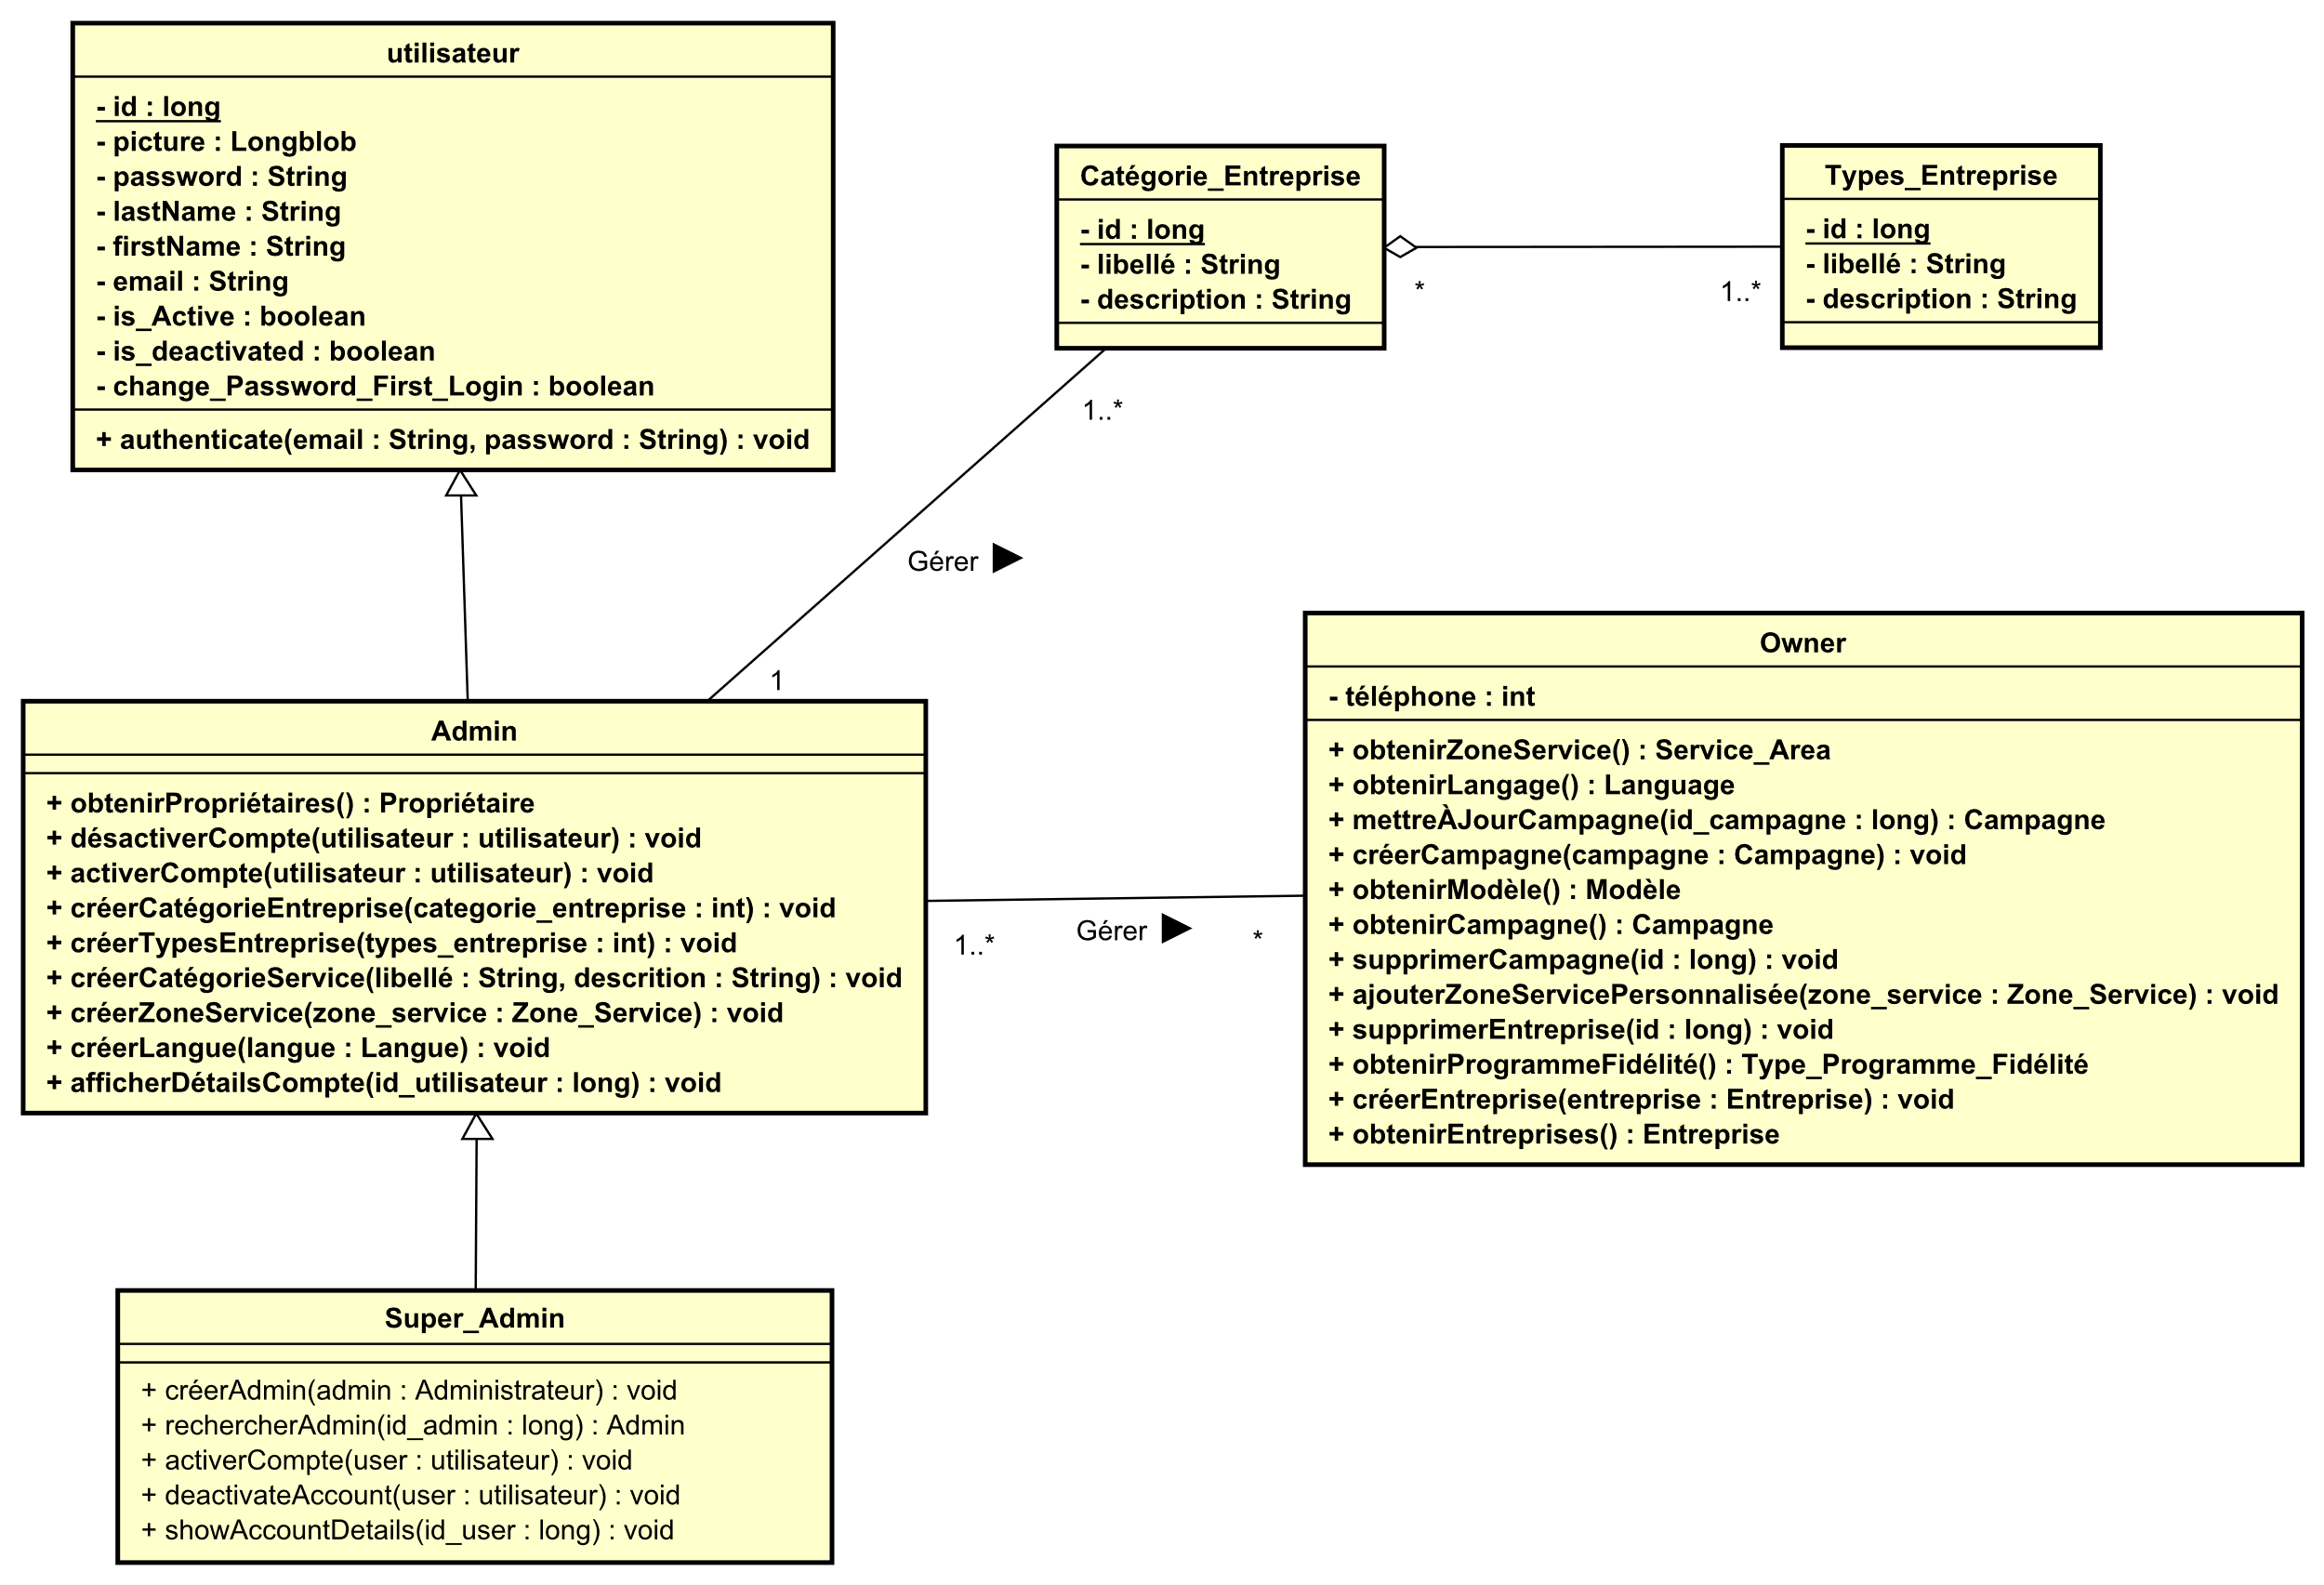 utilisateur
- id : long
- picture : Longblob
- password : String
- lastName : String
- firstName : String
- email : String
- is_Active : boolean
- is_deactivated : boolean
- change_Password_First_Login : boolean
+ authenticate(email : String, password : String) : void
Catégorie_Entreprise
- id : long
- libellé : String
- description : String
Types_Entreprise
- id : long
- libellé : String
- description : String
*
1..*
1..*
Gérer
1
Admin
+ obtenirPropriétaires() : Propriétaire
+ désactiverCompte(utilisateur : utilisateur) : void
+ activerCompte(utilisateur : utilisateur) : void
+ créerCatégorieEntreprise(categorie_entreprise : int) : void
+ créerTypesEntreprise(types_entreprise : int) : void
+ créerCatégorieService(libellé : String, descrition : String) : void
+ créerZoneService(zone_service : Zone_Service) : void
+ créerLangue(langue : Langue) : void
+ afficherDétailsCompte(id_utilisateur : long) : void
1..*
Gérer
*
Owner
- téléphone : int
+ obtenirZoneService() : Service_Area
+ obtenirLangage() : Language
+ mettreÀJourCampagne(id_campagne : long) : Campagne
+ créerCampagne(campagne : Campagne) : void
+ obtenirModèle() : Modèle
+ obtenirCampagne() : Campagne
+ supprimerCampagne(id : long) : void
+ ajouterZoneServicePersonnalisée(zone_service : Zone_Service) : void
+ supprimerEntreprise(id : long) : void
+ obtenirProgrammeFidélité() : Type_Programme_Fidélité
+ créerEntreprise(entreprise : Entreprise) : void
+ obtenirEntreprises() : Entreprise
Super_Admin
+ créerAdmin(admin : Administrateur) : void
+ rechercherAdmin(id_admin : long) : Admin
+ activerCompte(user : utilisateur) : void
+ deactivateAccount(user : utilisateur) : void
+ showAccountDetails(id_user : long) : void